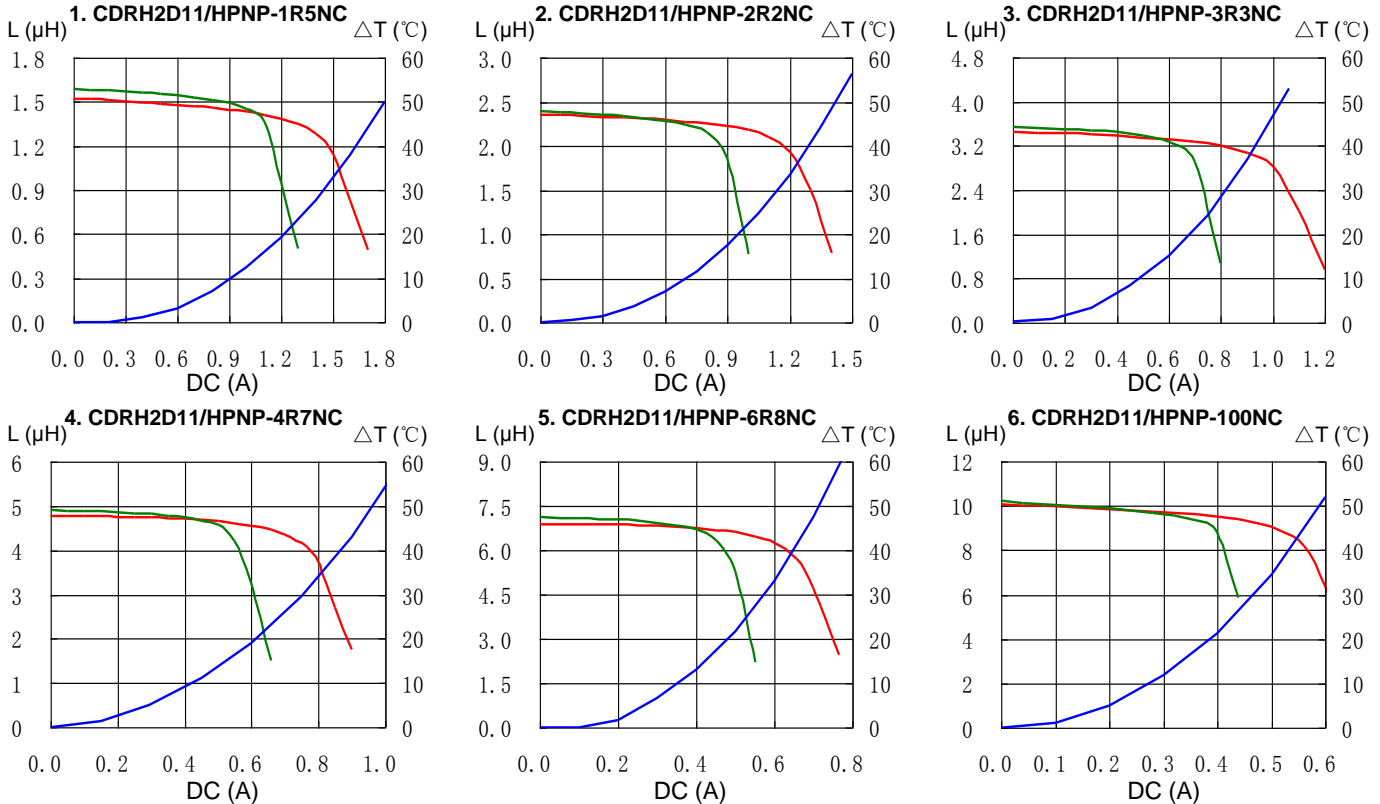 1. CDRH2D11/HPNP-1R5NC
L (µH)
△T (℃)
1.8
1.5
1.2
0.9
0.6
0.3
0.0
60
50
40
30
20
10
0
0.0 0.3 0.6 0.9 1.2 1.5 1.8
DC (A)
2. CDRH2D11/HPNP-2R2NC
L (µH)
△T (℃)
3.0
2.5
2.0
1.5
1.0
0.5
0.0
60
50
40
30
20
10
0
0.0 0.3 0.6 0.9 1.2 1.5
DC (A)
3. CDRH2D11/HPNP-3R3NC
L (µH)
△T (℃)
4.8
4.0
3.2
2.4
1.6
0.8
0.0
60
50
40
30
20
10
0
0.0 0.2 0.4 0.6 0.8 1.0 1.2
DC (A)
4. CDRH2D11/HPNP-4R7NC
L (µH)
△T (℃)
6
5
4
3
2
1
0
60
50
40
30
20
10
0
0.0 0.2 0.4 0.6 0.8 1.0
DC (A)
5. CDRH2D11/HPNP-6R8NC
L (µH)
△T (℃)
9.0
7.5
6.0
4.5
3.0
1.5
0.0
60
50
40
30
20
10
0
0.0 0.2 0.4 0.6 0.8
DC (A)
6. CDRH2D11/HPNP-100NC
L (µH)
△T (℃)
12
10
8
6
4
2
0
60
50
40
30
20
10
0
0.0 0.1 0.2 0.3 0.4 0.5 0.6
DC (A)